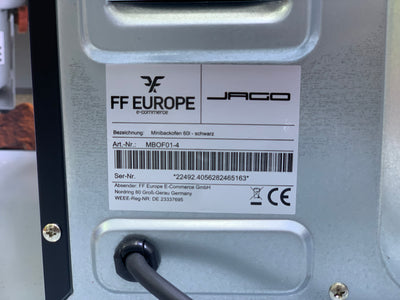 FF EUROPE
e-commerce
JAGO
Bezeichnung: Minibackofen 60l - schwarz
Art.-Nr.: MBOF01-4
Ser-Nr. *22492.4056282465163*
Absender: FF Europe E-Commerce GmbH
Nordring 80 Groß-Gerau Germany
WEEE-Reg-NR: DE 23337695
CE